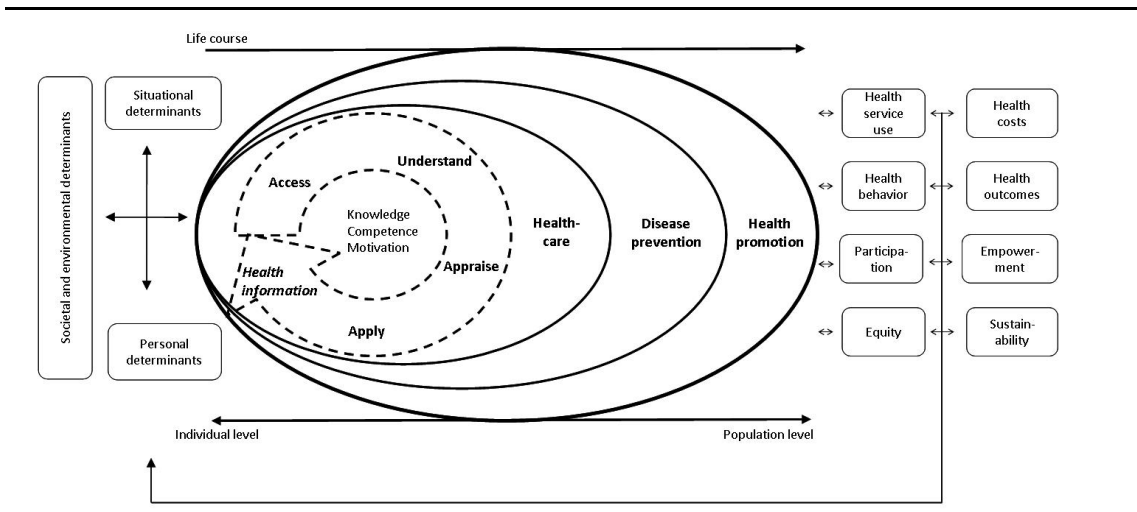 Life course
Societal and environmental determinants
Situational
determinants
Personal
determinants
Access
Understand
Knowledge
Competence
Motivation
Appraise
Health
information
Apply
Health-
care
Disease
prevention
Health
promotion
Health
service
use
Health
costs
Health
behavior
Health
outcomes
Participa-
tion
Empower-
ment
Equity
Sustain-
ability
Individual level
Population level